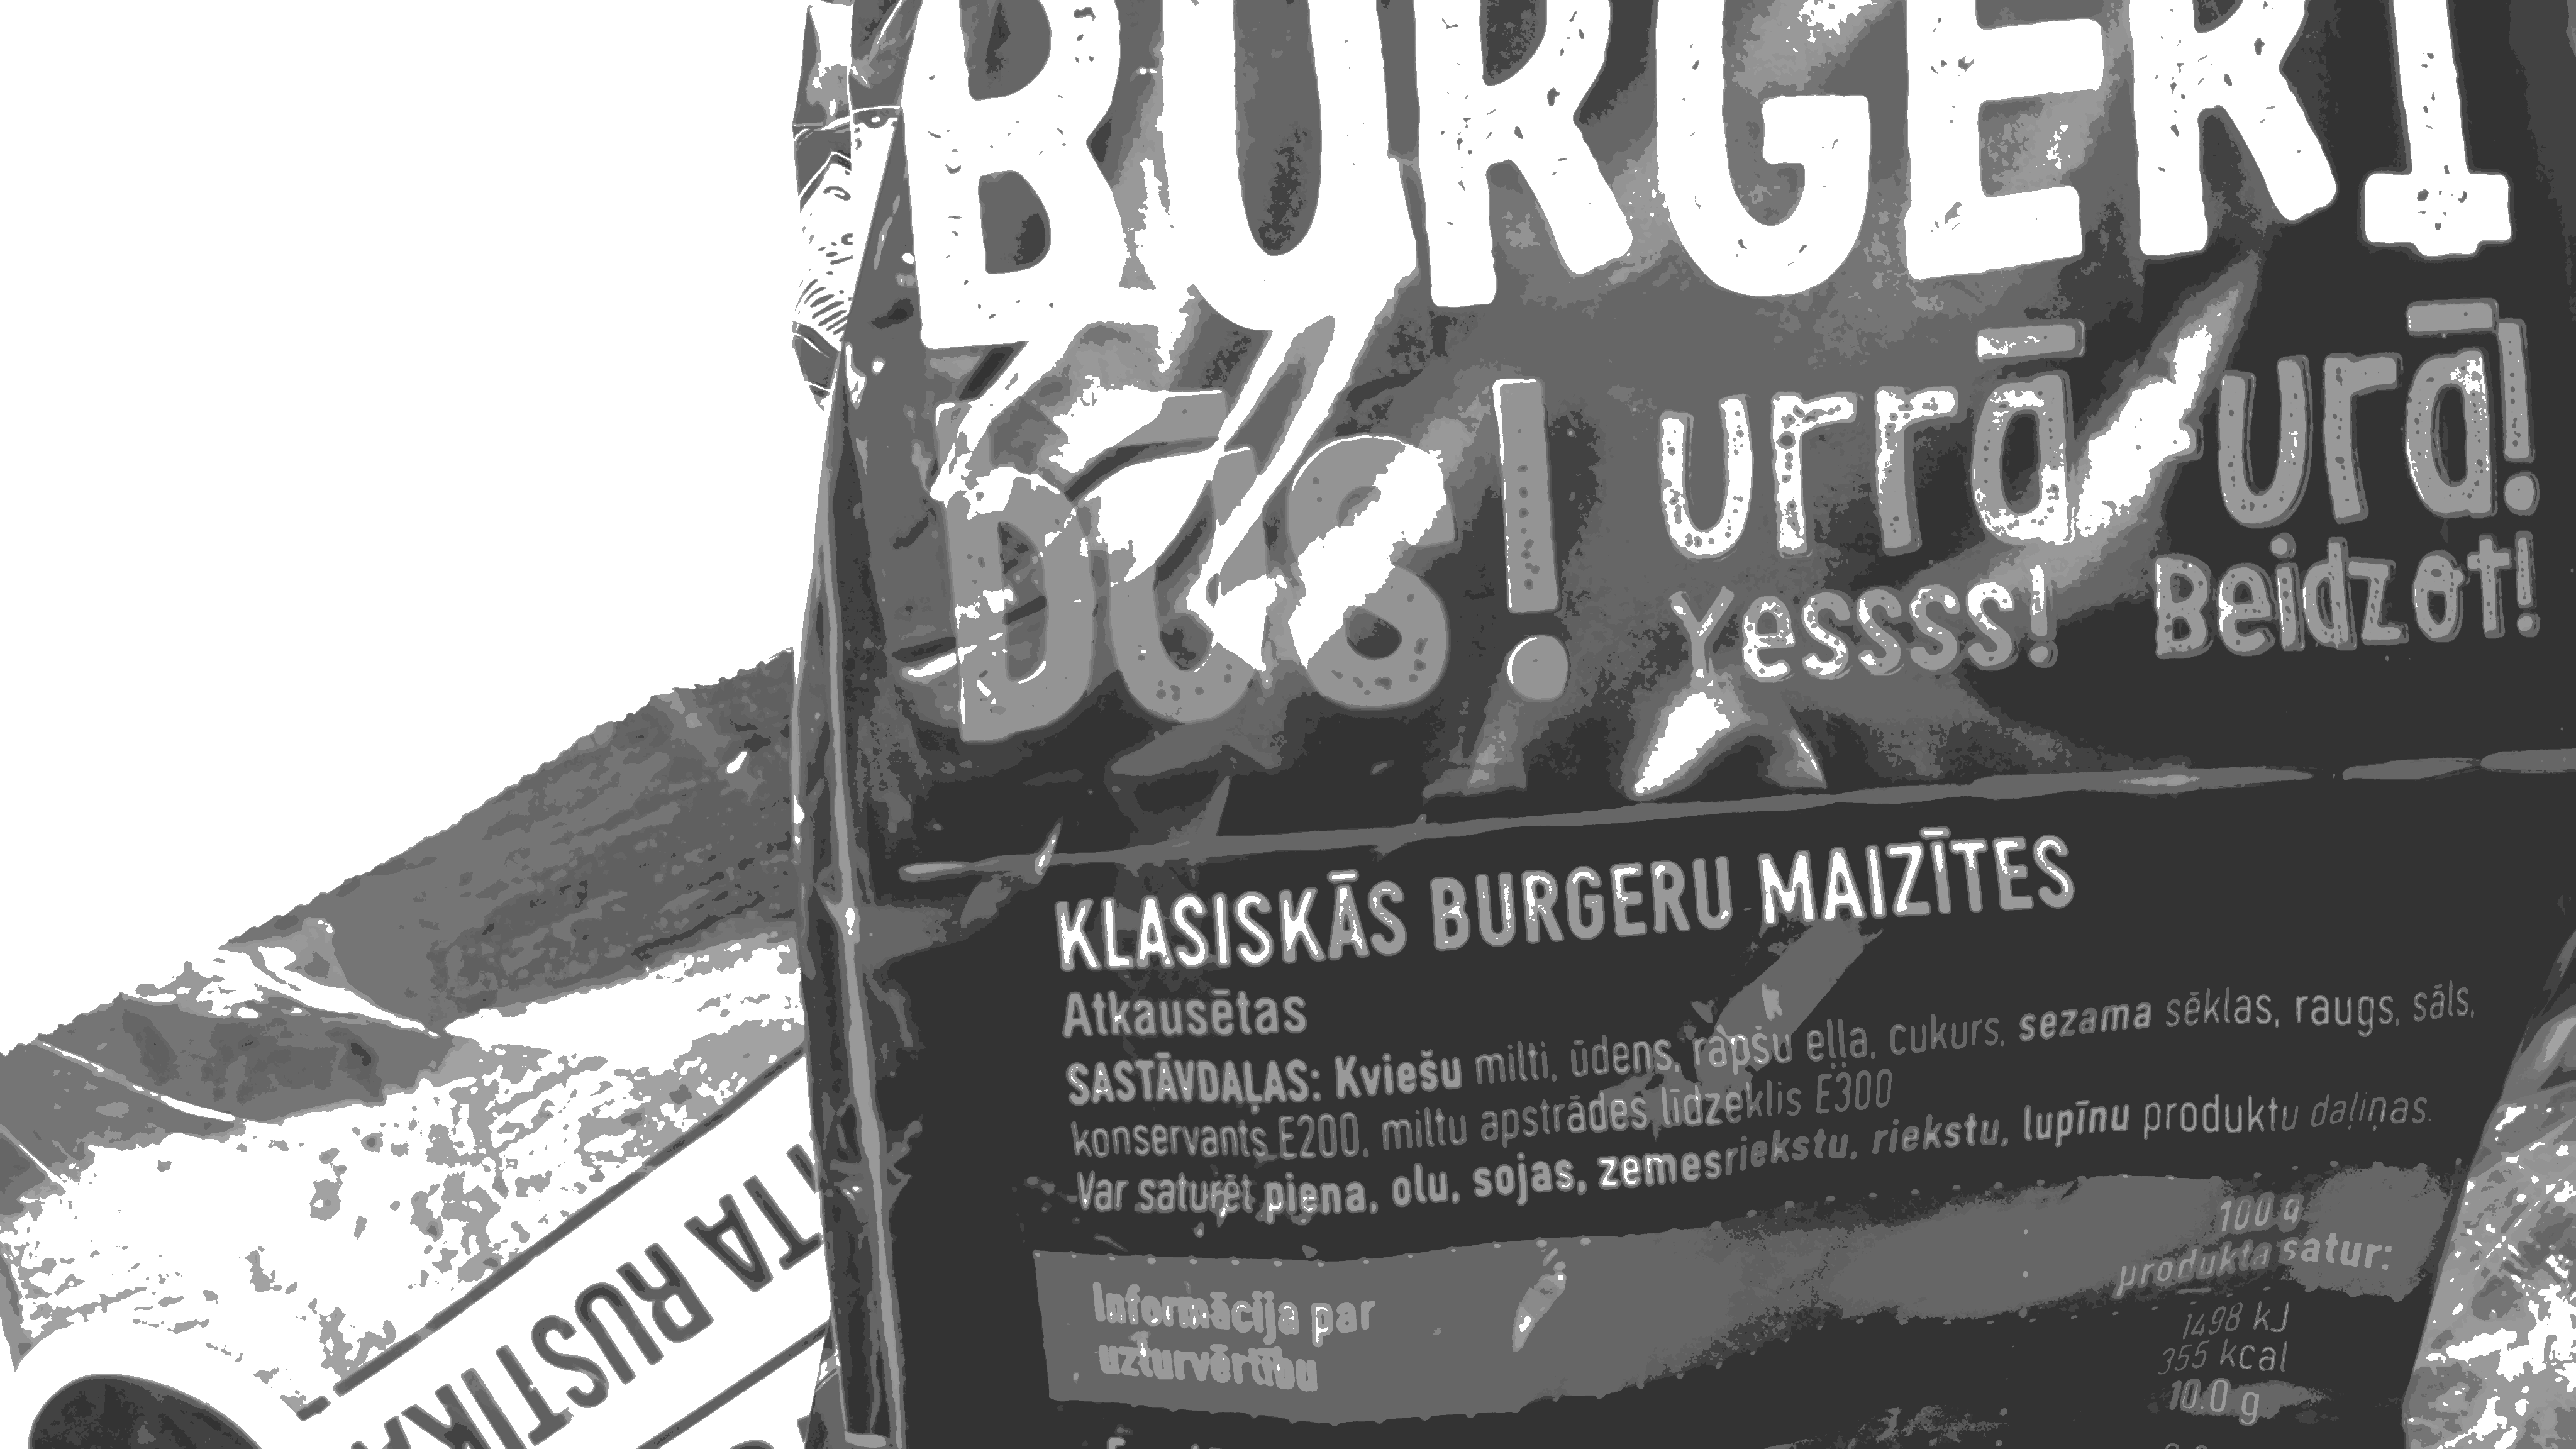 BURGERI
BŪS! urrā urā!
Yessss! Beidzot!
KLASISKĀS BURGERU MAIZĪTES
Atkausētas
SASTĀVDAĻAS: Kviešu milti, ūdens, rapšu eļļa, cukurs, sezama sēklas, raugs, sāls,
konservants E200, miltu apstrādes līdzeklis E300
Var saturēt piena, olu, sojas, zemesriekstu, riekstu, lupīnu produktu daļiņas.
Informācija par
uzturvērtību
100 g
produkta satur:
1498 kJ
355 kcal
10.0 g
TA RUSTIKA